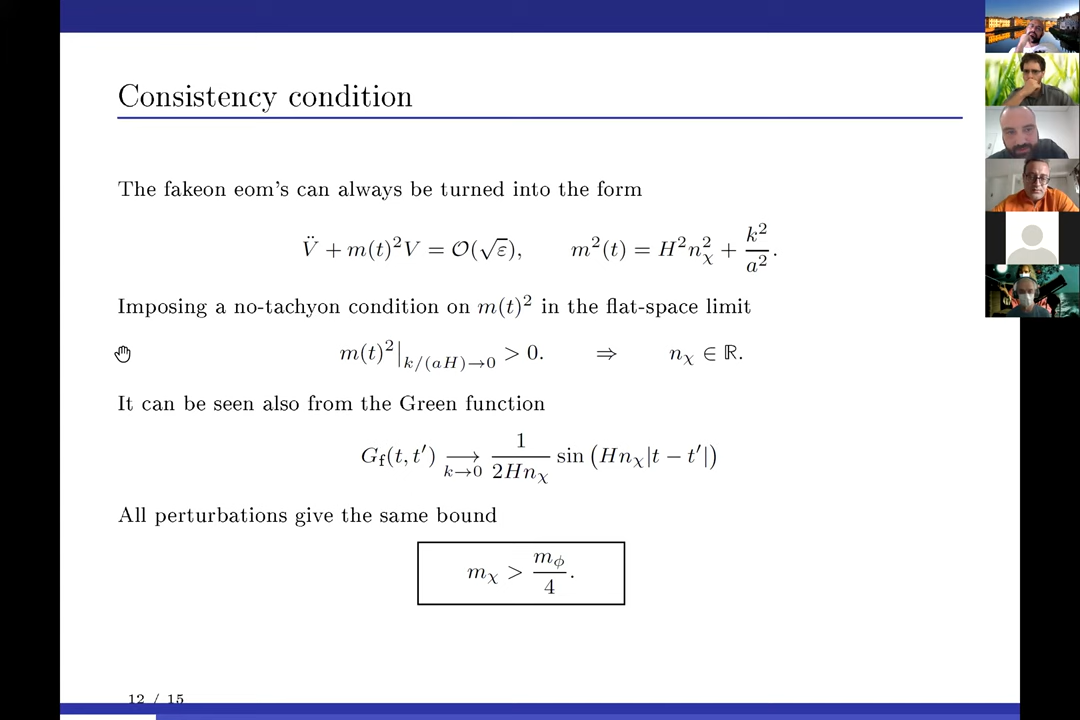 Consistency condition
The fakeon eom's can always be turned into the form
V̈ + m(t)²V = 𝒪(√ε),   m²(t) = H²n_χ² + k²/a².
Imposing a no-tachyon condition on m(t)² in the flat-space limit
m(t)²|_{k/(aH)→0} > 0.   ⇒   n_χ ∈ ℝ.
It can be seen also from the Green function
G_f(t, t′) ⟶_{k→0} 1/(2Hn_χ) sin (Hn_χ|t − t′|)
All perturbations give the same bound
m_χ > m_ϕ/4.
12 / 15